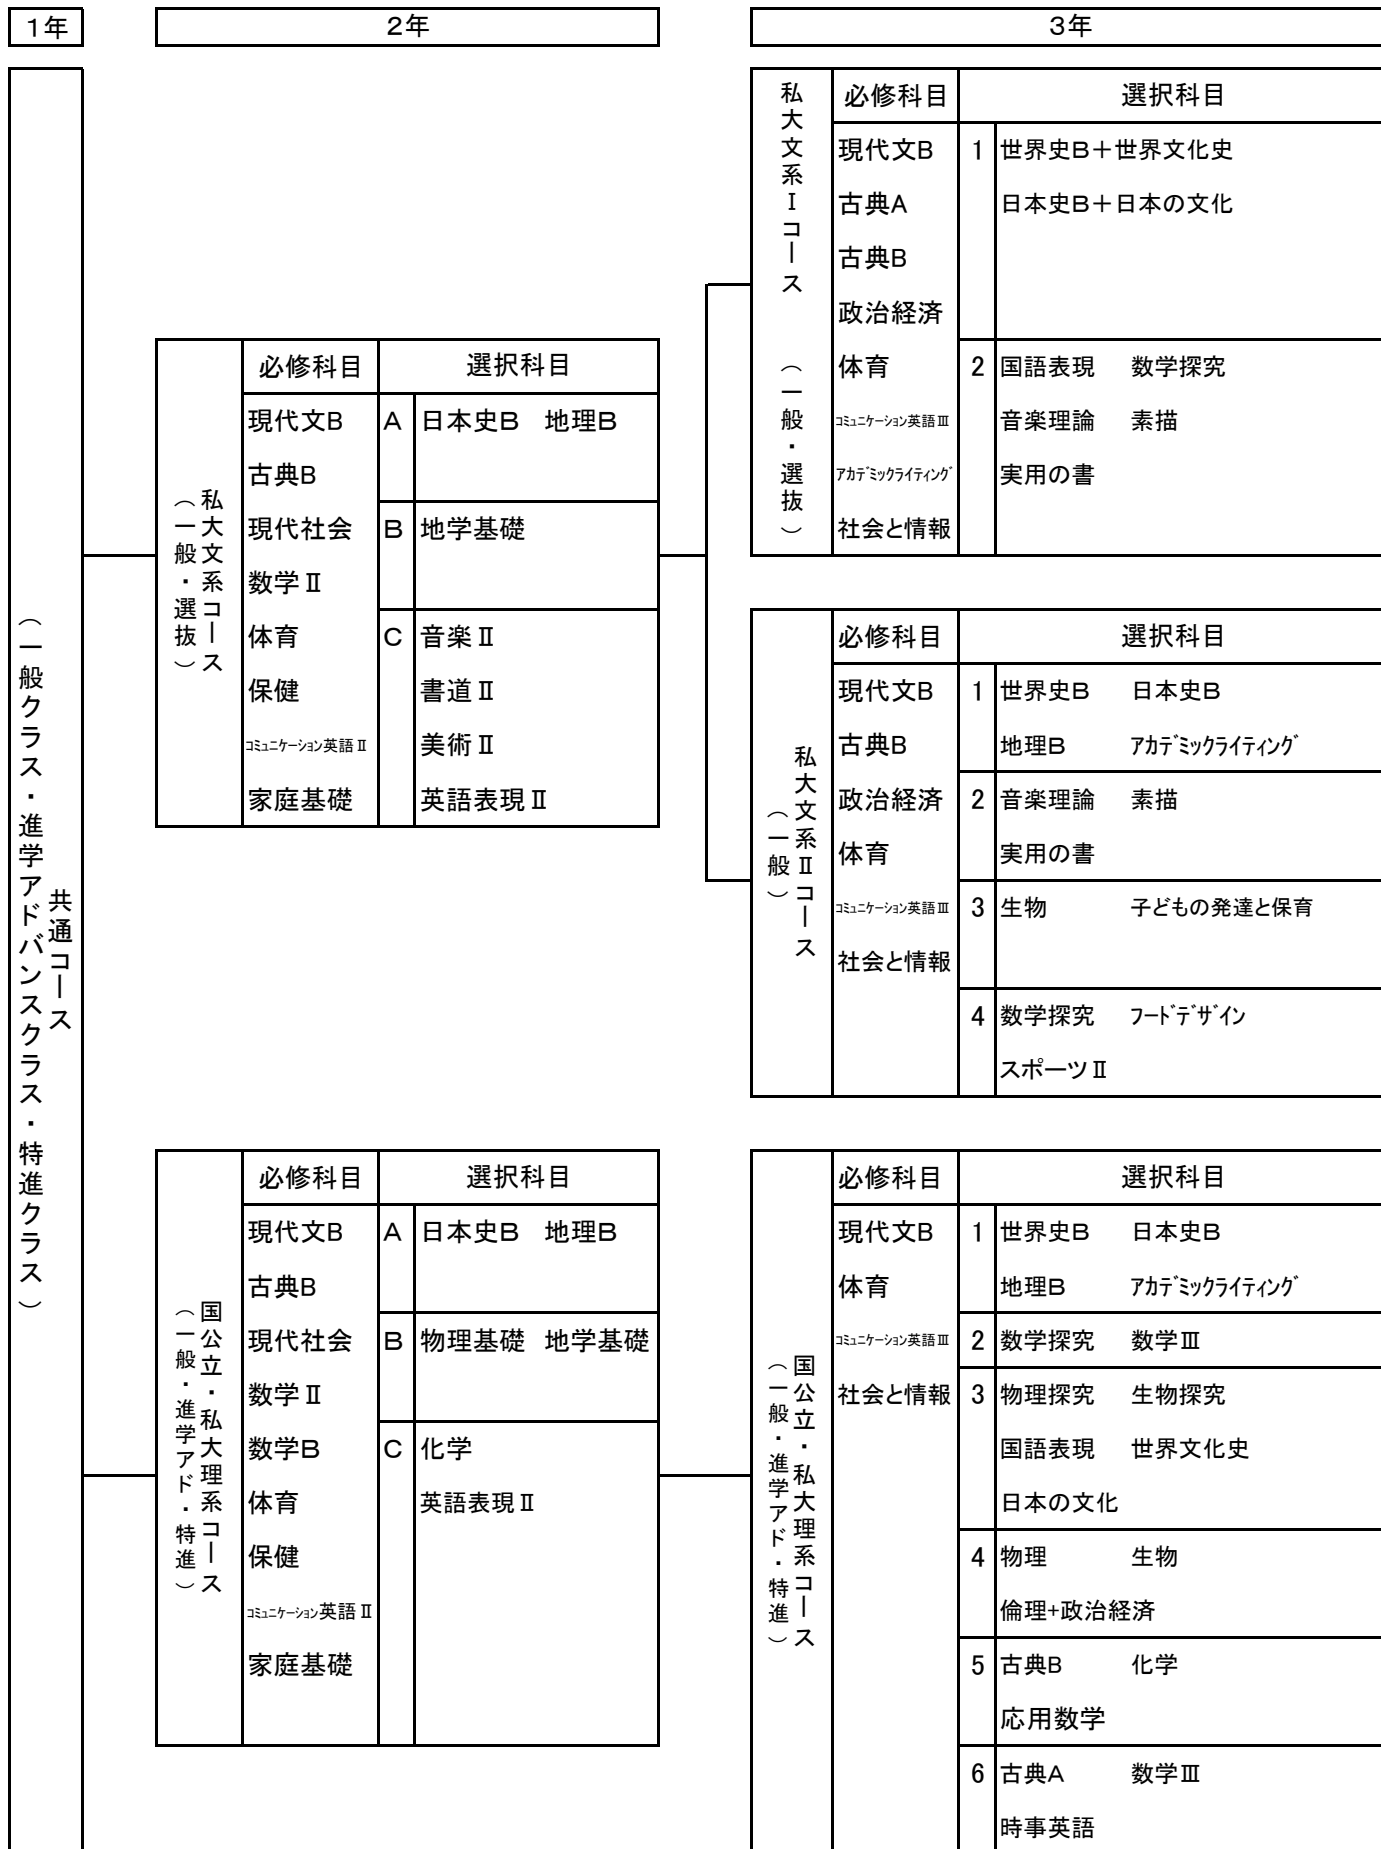 １年
２年
３年
共通コース
（一般クラス・進学アドバンスクラス・特進クラス）
私大文系コース
（一般・選抜）
必修科目
選択科目
現代文B
古典B
現代社会
数学Ⅱ
体育
保健
ｺﾐｭﾆｹｰｼｮﾝ英語Ⅱ
家庭基礎
A 日本史B 地理B
B 地学基礎
C 音楽Ⅱ
書道Ⅱ
美術Ⅱ
英語表現Ⅱ
国公立・私大理系コース
（一般・進学アド・特進）
必修科目
選択科目
現代文B
古典B
現代社会
数学Ⅱ
数学B
体育
保健
ｺﾐｭﾆｹｰｼｮﾝ英語Ⅱ
家庭基礎
A 日本史B 地理B
B 物理基礎 地学基礎
C 化学
英語表現Ⅱ
私大文系Ⅰコース （一般・選抜）
必修科目
選択科目
現代文B
古典A
古典B
政治経済
体育
ｺﾐｭﾆｹｰｼｮﾝ英語Ⅲ
ｱｶﾃﾞﾐｯｸﾗｲﾃｨﾝｸﾞ
社会と情報
1 世界史B＋世界文化史
日本史B＋日本の文化
2 国語表現 数学探究
音楽理論 素描
実用の書
私大文系Ⅱコース
（一般）
必修科目
選択科目
現代文B
古典B
政治経済
体育
ｺﾐｭﾆｹｰｼｮﾝ英語Ⅲ
社会と情報
1 世界史B 日本史B
地理B ｱｶﾃﾞﾐｯｸﾗｲﾃｨﾝｸﾞ
2 音楽理論 素描
実用の書
3 生物 子どもの発達と保育
4 数学探究 ﾌｰﾄﾞﾃﾞｻﾞｲﾝ
スポーツⅡ
国公立・私大理系コース
（一般・進学アド・特進）
必修科目
選択科目
現代文B
体育
ｺﾐｭﾆｹｰｼｮﾝ英語Ⅲ
社会と情報
1 世界史B 日本史B
地理B ｱｶﾃﾞﾐｯｸﾗｲﾃｨﾝｸﾞ
2 数学探究 数学Ⅲ
3 物理探究 生物探究
国語表現 世界文化史
日本の文化
4 物理 生物
倫理+政治経済
5 古典B 化学
応用数学
6 古典A 数学Ⅲ
時事英語